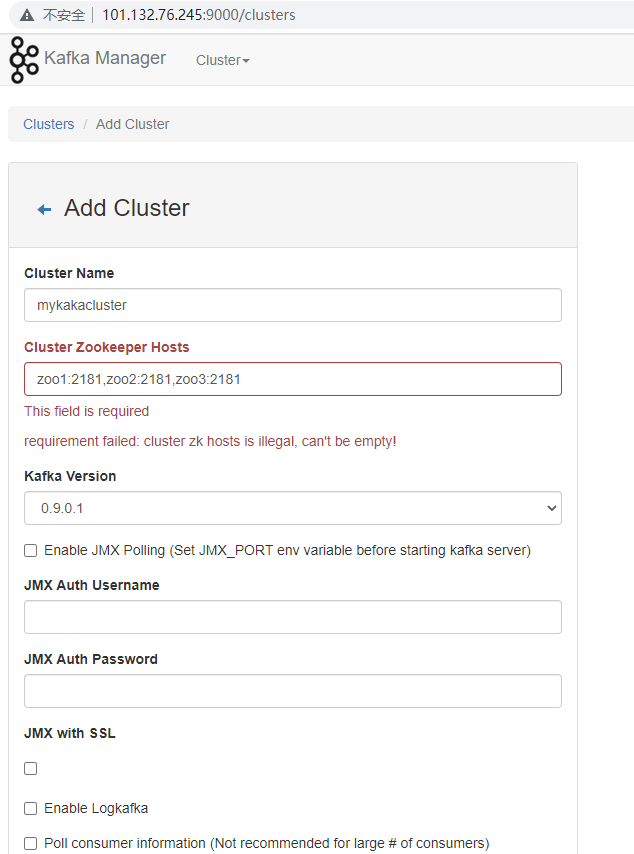 不安全 101.132.76.245:9000/clusters
Kafka Manager Cluster
Clusters / Add Cluster
Add Cluster
Cluster Name
mykakacluster
Cluster Zookeeper Hosts
zoo1:2181,zoo2:2181,zoo3:2181
This field is required
requirement failed: cluster zk hosts is illegal, can't be empty!
Kafka Version
0.9.0.1
Enable JMX Polling (Set JMX_PORT env variable before starting kafka server)
JMX Auth Username
JMX Auth Password
JMX with SSL
Enable Logkafka
Poll consumer information (Not recommended for large # of consumers)